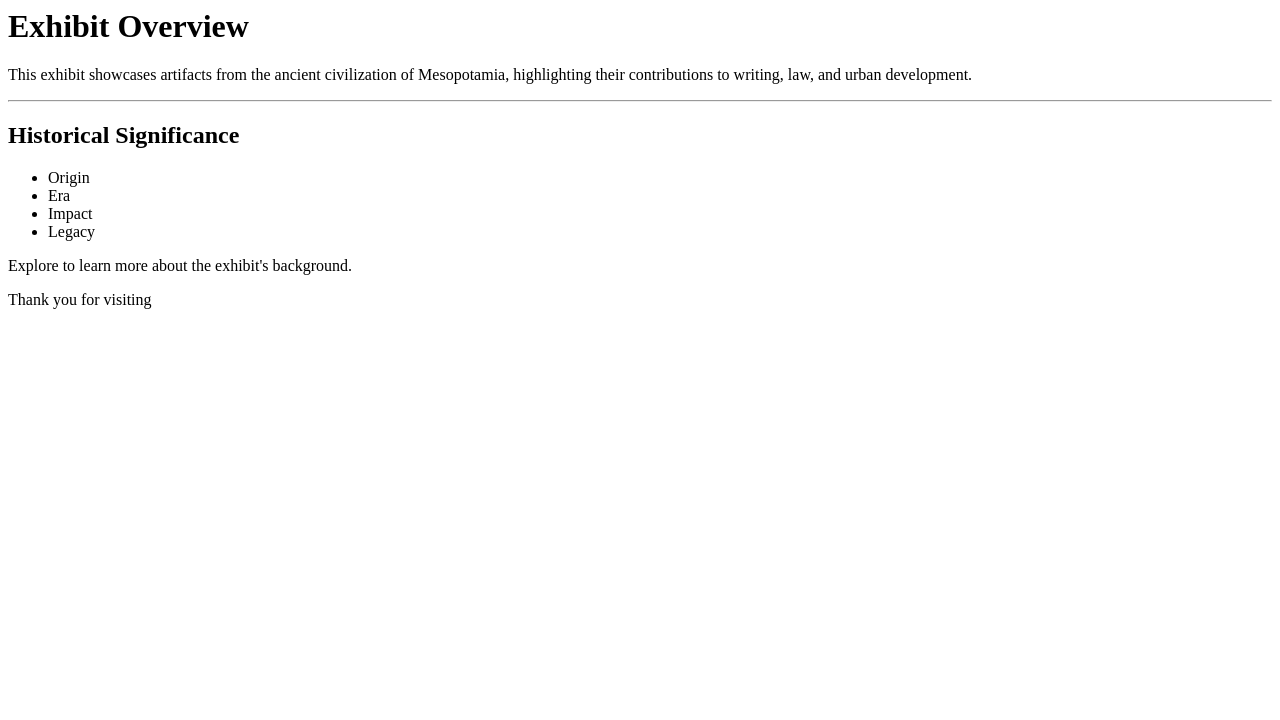 Exhibit Overview
This exhibit showcases artifacts from the ancient civilization of Mesopotamia, highlighting their contributions to writing, law, and urban development.
Historical Significance
Origin
Era
Impact
Legacy
Explore to learn more about the exhibit's background.
Thank you for visiting